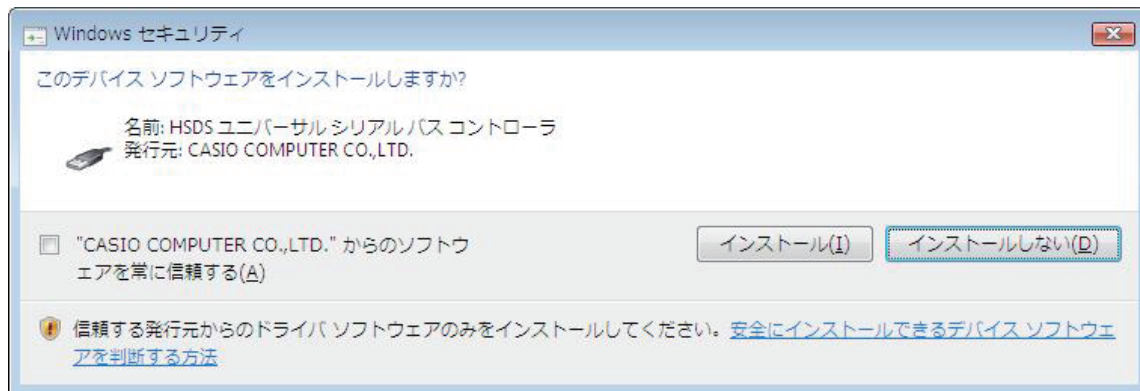 Windows セキュリティ
このデバイス ソフトウェアをインストールしますか?
名前: HSDS ユニバーサル シリアル バス コントローラ
発行元: CASIO COMPUTER CO.,LTD.
"CASIO COMPUTER CO.,LTD." からのソフトウ
ェアを常に信頼する(A)
インストール(I)
インストールしない(D)
信頼する発行元からのドライバ ソフトウェアのみをインストールしてください。安全にインストールできるデバイス ソフトウェ
アを判断する方法